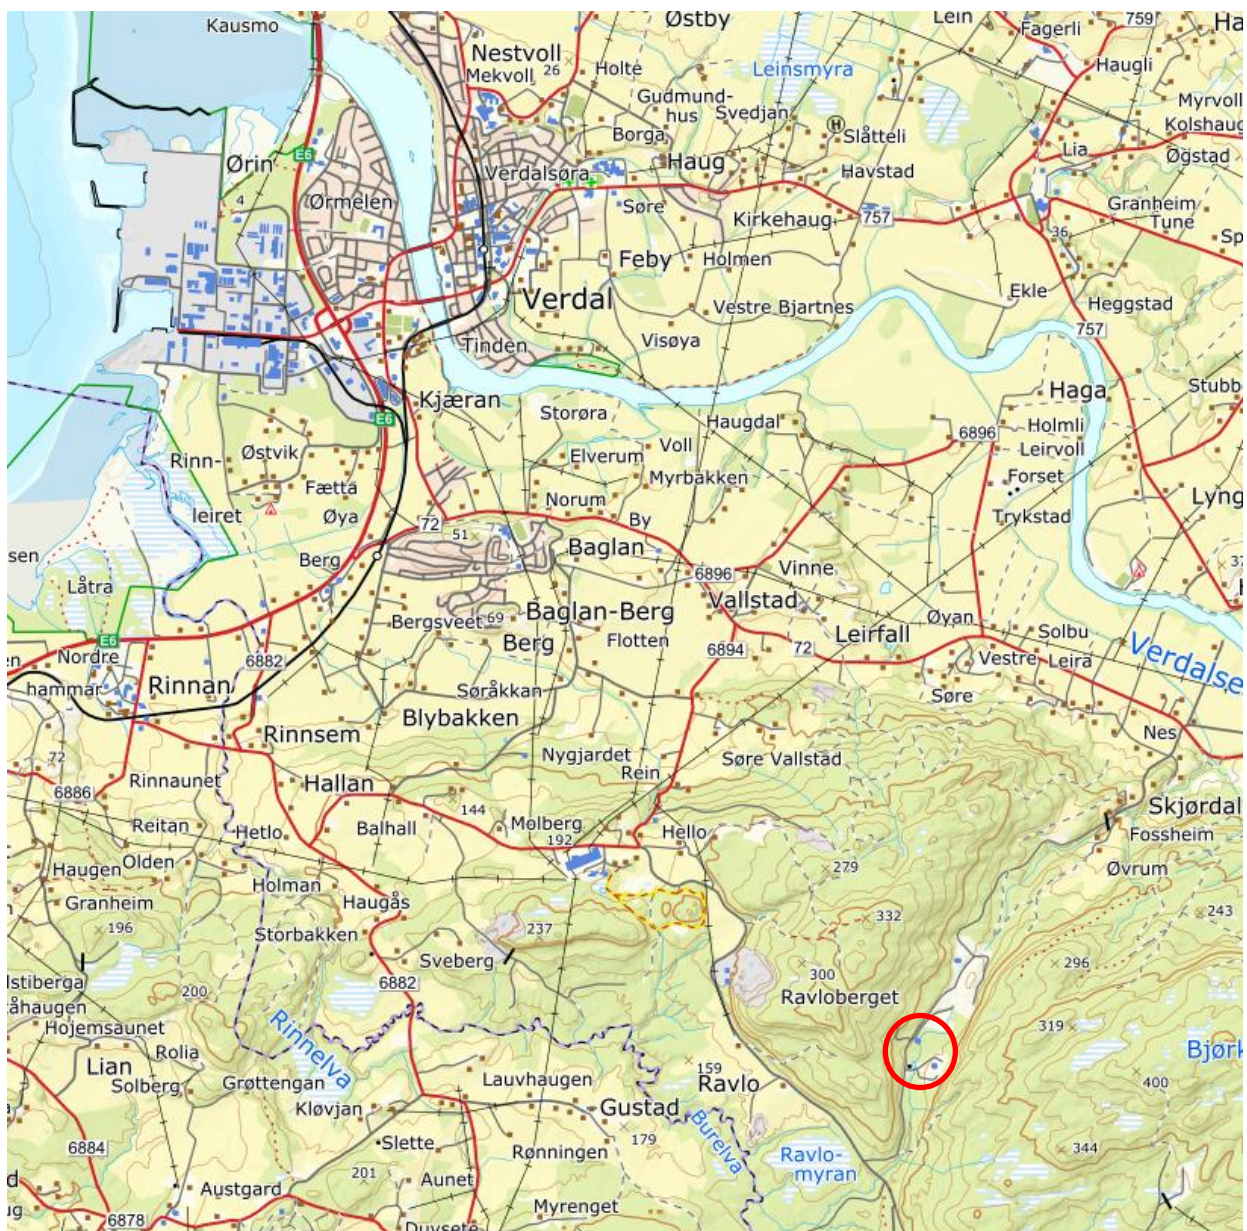 Kausmo
Østby
Lein
Fagerli
759
Ha
Nestvoll
Mekvoll
26
Holte
Leinsmyra
Haugli
Gudmund-
hus
Svedjan
Myrvoll
Kolshaug
Borga
H
Slåtteli
Lia
Øgstad
E6
Ørin
Verdalsøra
Haug
Havstad
4
Ørmelen
Søre
Kirkehaug
757
Granheim
Tune
36
Sp
Feby
Holmen
Ekle
Heggstad
Verdal
Vestre Bjartnes
757
Tinden
Visøya
Kjæran
Haga
Stubb
E6
Storøra
Haugdal
6896
Holmli
Leirvoll
Rinn-
leiret
Østvik
Elverum
Voll
Myrbakken
Forset
Fætta
Norum
Lyng
Øya
72
51
By
Trykstad
sen
Berg
Baglan
6896
Vinne
37
Låtra
Vallstad
Bergsveet
69
Baglan-Berg
Øyan
E6
Berg
Flotten
6894
72
Leirfall
Solbu
Nordre
hammar
6882
Vestre
Leira
Verdalse
Rinnan
Søråkkan
Søre
Blybakken
Rinnsem
Nes
72
Rinnaunet
Nygjardet
Rein
Søre Vallstad
6886
Hallan
144
Skjørdal
Reitan
Hetlo
Balhall
Molberg
192
Hello
Fossheim
Haugen
Olden
279
Øvrum
Granheim
Holman
Haugås
332
243
196
Storbakken
237
Sveberg
296
Istiberga
200
6882
300
Ravloberget
åhaugen
Hojemsaunet
Rinnelva
319
Rolia
Bjørk
Lian
Solberg
Grøttengan
Lauvhaugen
159
Ravlo
400
Kløvjan
Gustad
Burelva
6884
Slette
179
Ravlo-
myran
344
Rønningen
201
Aunet
Austgard
Myrenget
6878
Duvsete